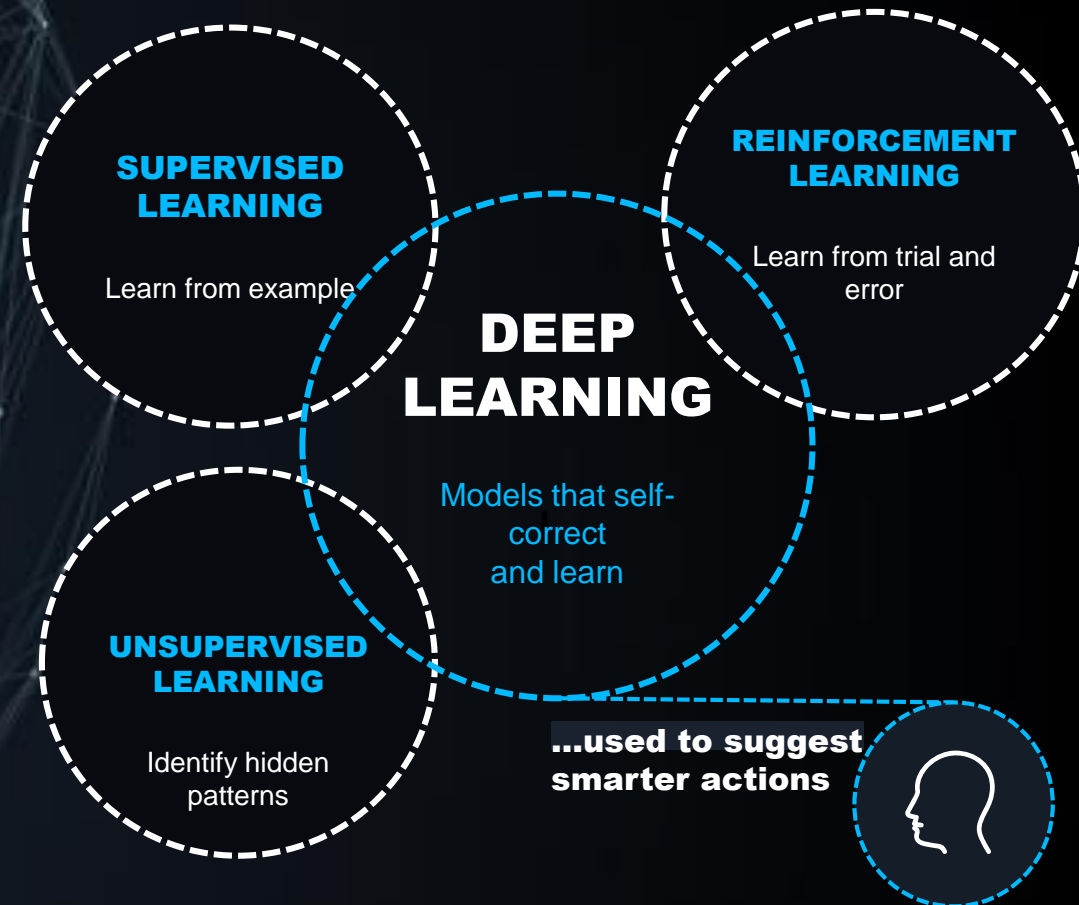 SUPERVISED
LEARNING
Learn from example
REINFORCEMENT
LEARNING
Learn from trial and
error
DEEP
LEARNING
Models that self-
correct
and learn
UNSUPERVISED
LEARNING
Identify hidden
patterns
...used to suggest
smarter actions